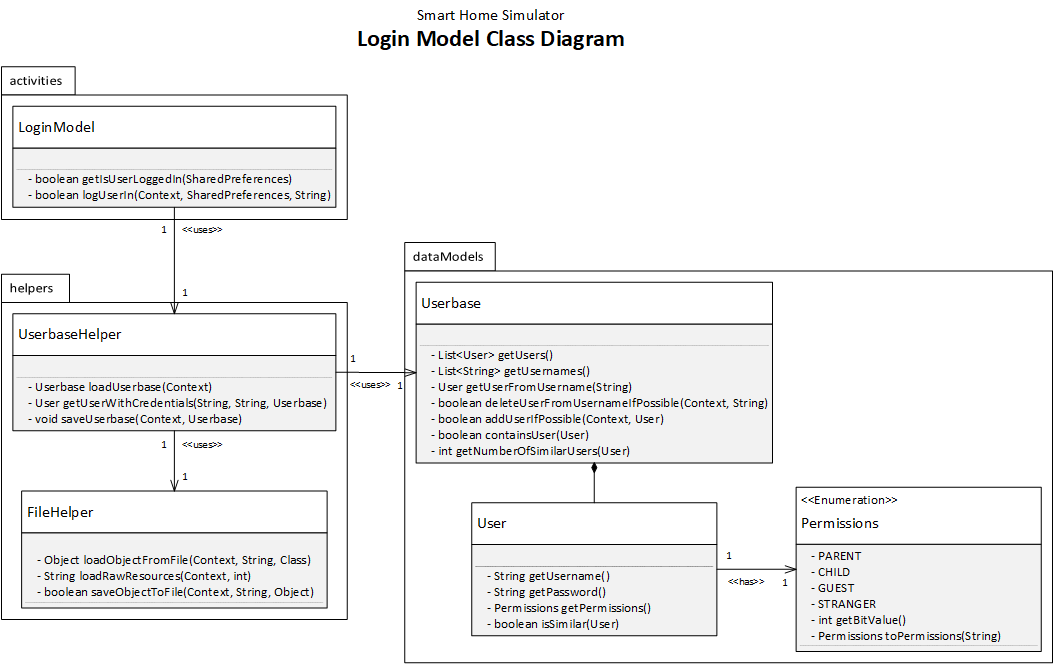 Smart Home Simulator
Login Model Class Diagram
activities
LoginModel
- boolean getIsUserLoggedIn(SharedPreferences)
- boolean logUserIn(Context, SharedPreferences, String)
1 <<uses>>
1
helpers
UserbaseHelper
- Userbase loadUserbase(Context)
- User getUserWithCredentials(String, String, Userbase)
- void saveUserbase(Context, Userbase)
1 <<uses>>
1
FileHelper
- Object loadObjectFromFile(Context, String, Class)
- String loadRawResources(Context, int)
- boolean saveObjectToFile(Context, String, Object)
1
<<uses>> 1
dataModels
Userbase
- List<User> getUsers()
- List<String> getUsernames()
- User getUserFromUsername(String)
- boolean deleteUserFromUsernameIfPossible(Context, String)
- boolean addUserIfPossible(Context, User)
- boolean containsUser(User)
- int getNumberOfSimilarUsers(User)
User
- String getUsername()
- String getPassword()
- Permissions getPermissions()
- boolean isSimilar(User)
1
<<has>> 1
<<Enumeration>>
Permissions
- PARENT
- CHILD
- GUEST
- STRANGER
- int getBitValue()
- Permissions toPermissions(String)